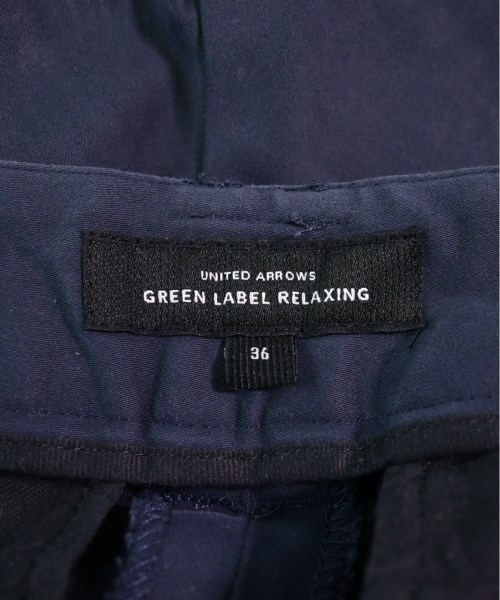 UNITED ARROWS
GREEN LABEL RELAXING
36